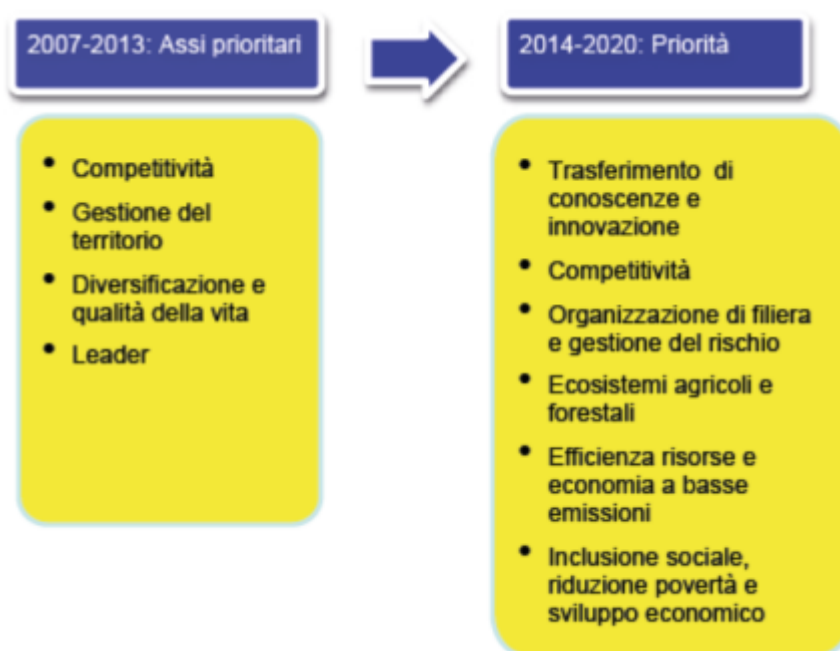 2007-2013: Assi prioritari
• Competitività
• Gestione del
territorio
• Diversificazione e
qualità della vita
• Leader
2014-2020: Priorità
• Trasferimento di
conoscenze e
innovazione
• Competitività
• Organizzazione di filiera
e gestione del rischio
• Ecosistemi agricoli e
forestali
• Efficienza risorse e
economia a basse
emissioni
• Inclusione sociale,
riduzione povertà e
sviluppo economico